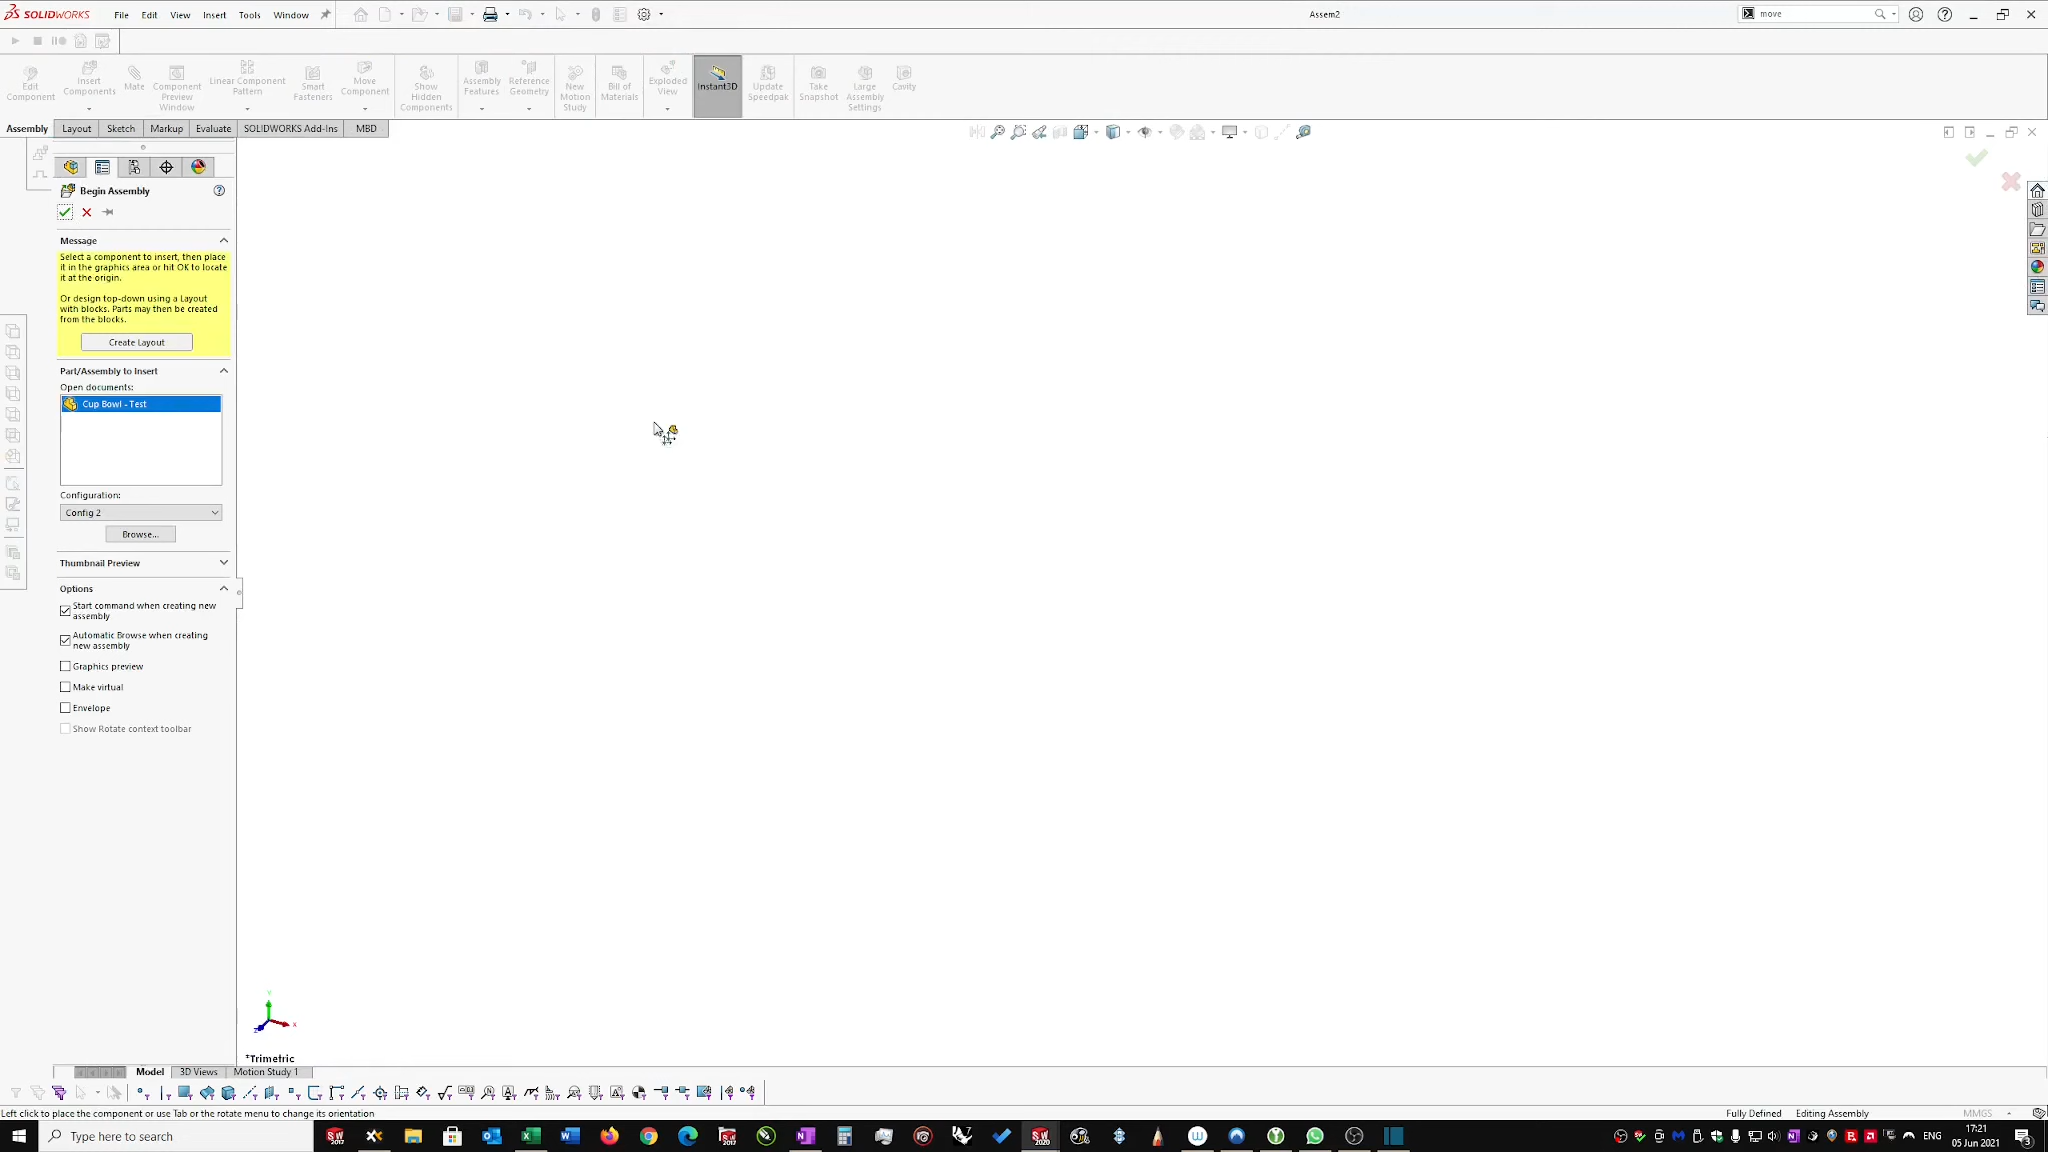 SOLIDWORKS
File Edit View Insert Tools Window
Assem2
move
Edit Component
Insert Components
Mate
Component Preview Window
Linear Component Pattern
Smart Fasteners
Move Component
Show Hidden Components
Assembly Features
Reference Geometry
New Motion Study
Bill of Materials
Exploded View
Instant3D
Update Speedpak
Take Snapshot
Large Assembly Settings
Cavity
Assembly Layout Sketch Markup Evaluate SOLIDWORKS Add-Ins MBD
Begin Assembly
Message
Select a component to insert, then place
it in the graphics area or hit OK to locate
it at the origin.
Or design top-down using a Layout
with blocks. Parts may then be created
from the blocks.
Create Layout
Part/Assembly to Insert
Open documents:
Cup Bowl - Test
Configuration:
Config 2
Browse...
Thumbnail Preview
Options
Start command when creating new
assembly
Automatic Browse when creating
new assembly
Graphics preview
Make virtual
Envelope
Show Rotate context toolbar
Y
X
Z
*Trimetric
Model 3D Views Motion Study 1
Left click to place the component or use Tab or the rotate menu to change its orientation
Fully Defined Editing Assembly MMGS
Type here to search
ENG
17:21
05 Jun 2021